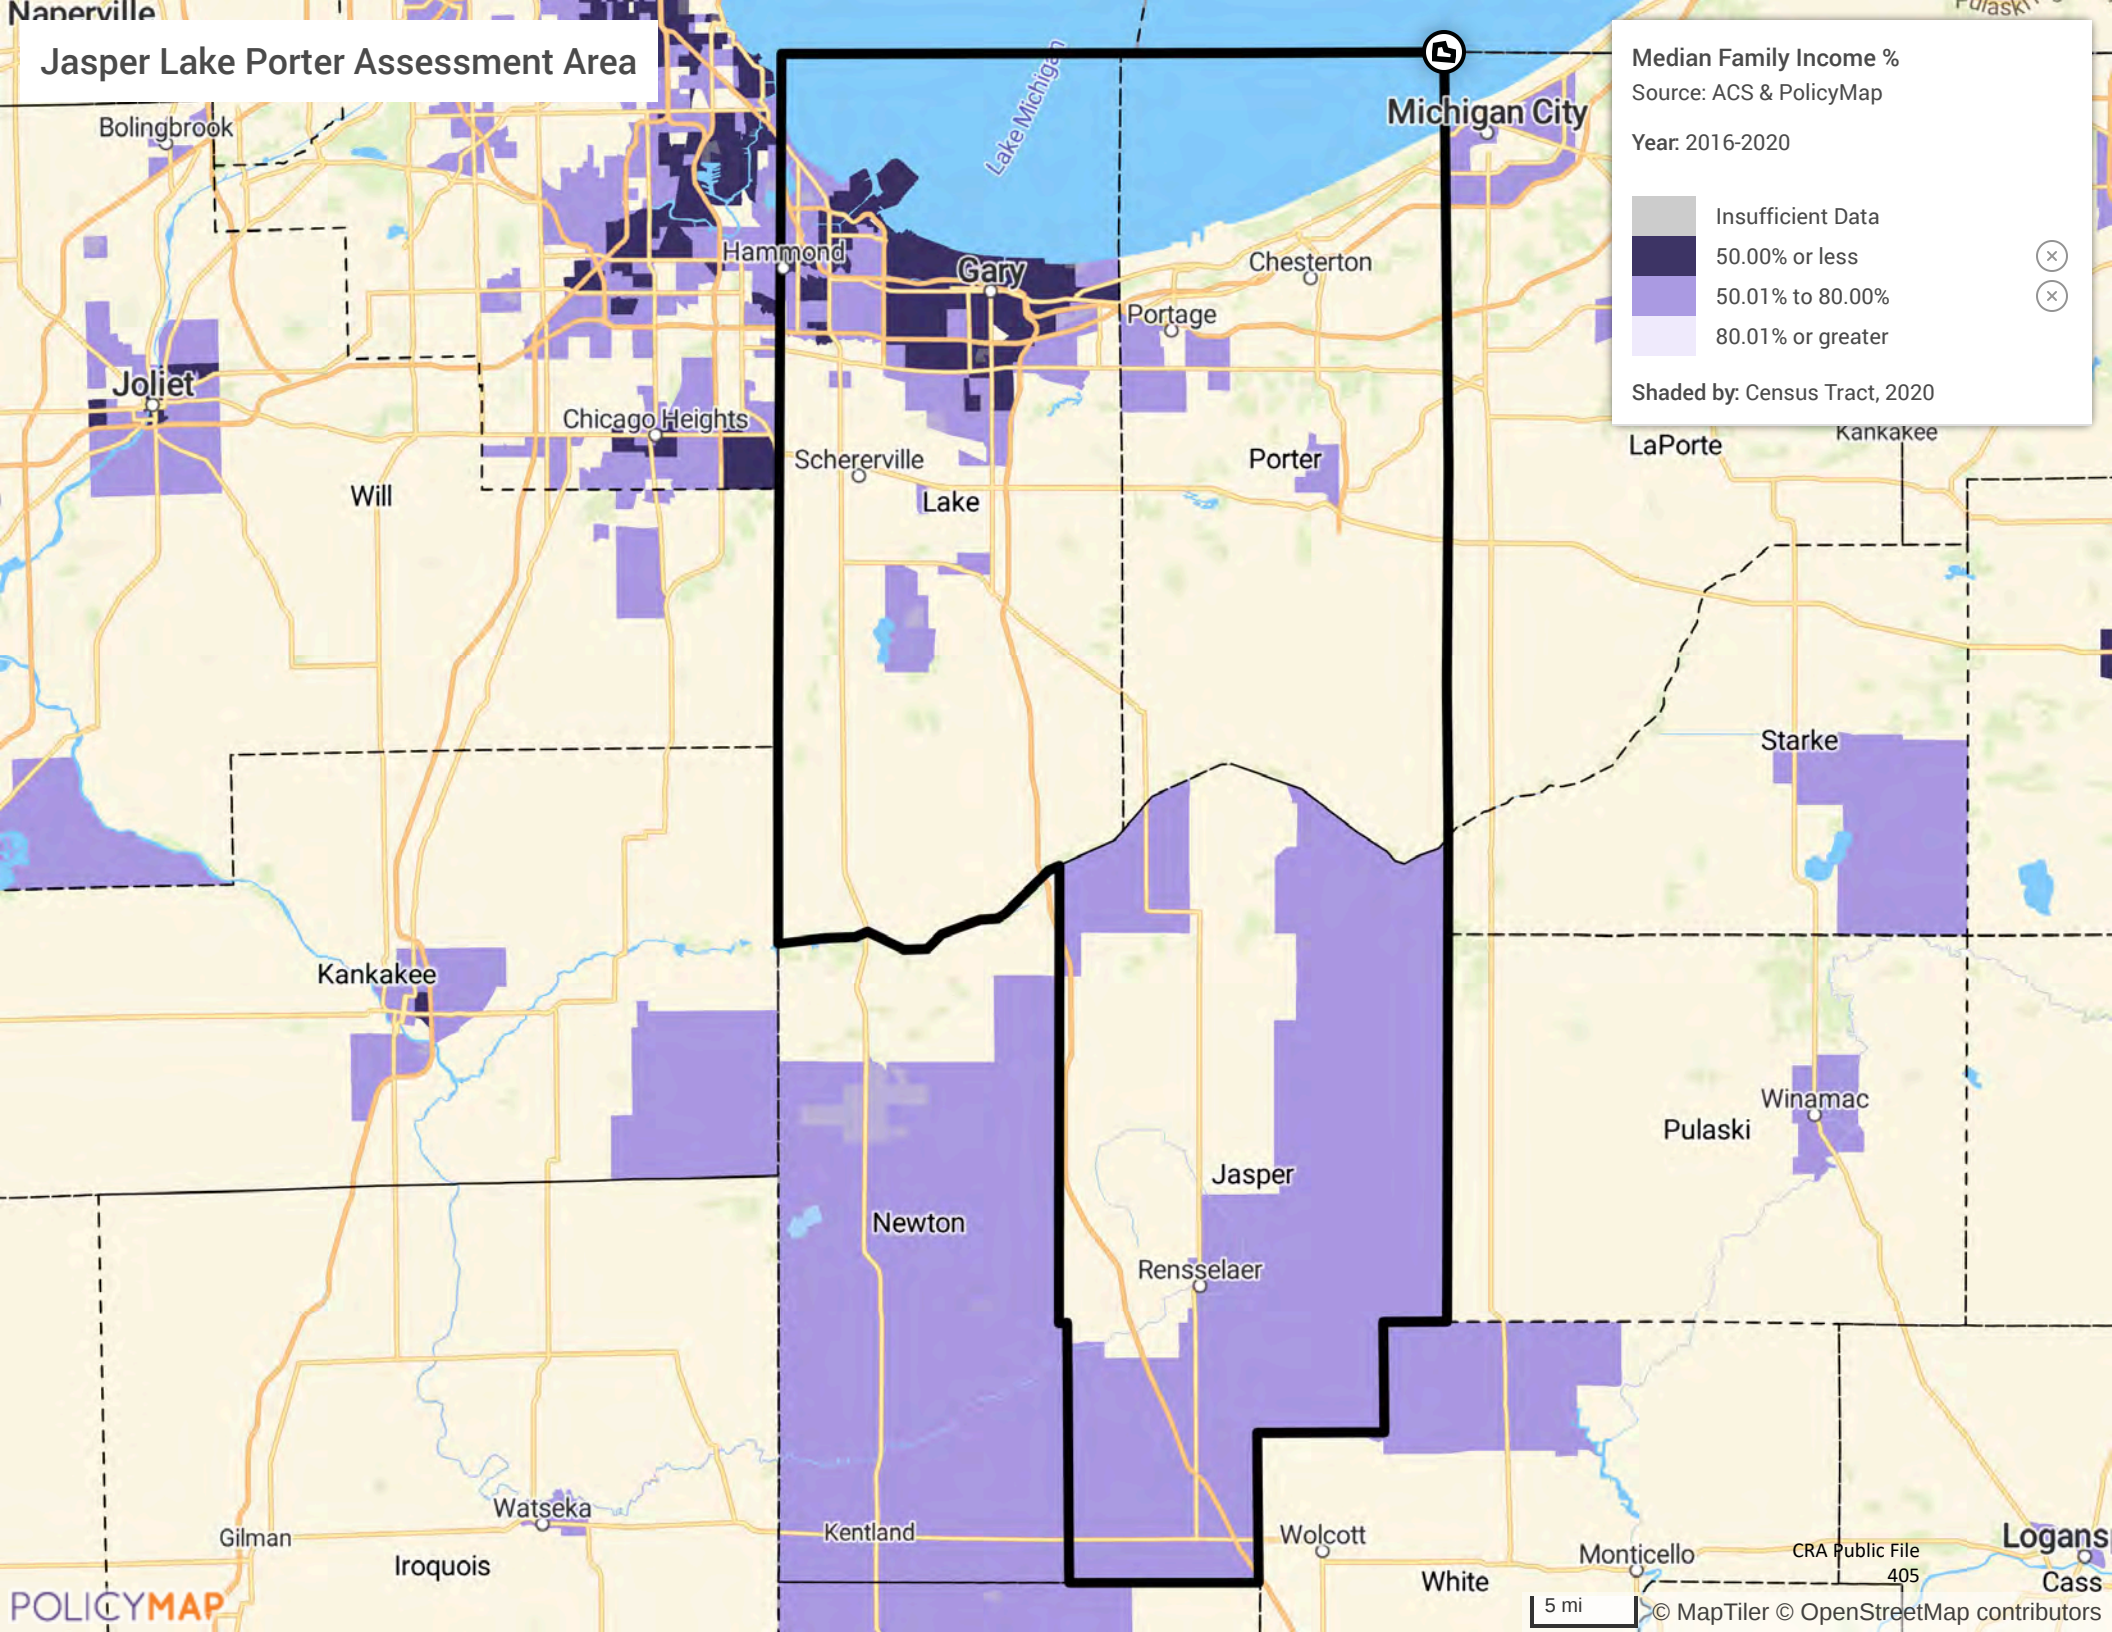 Naperville
Jasper Lake Porter Assessment Area
Pulaski
Median Family Income %
Source: ACS & PolicyMap
Year: 2016-2020
Insufficient Data
50.00% or less
50.01% to 80.00%
80.01% or greater
Shaded by: Census Tract, 2020
Lake Michigan
Michigan City
Bolingbrook
Hammond
Gary
Chesterton
Portage
Joliet
Chicago Heights
Schererville
Porter
LaPorte
Kankakee
Will
Lake
Starke
Kankakee
Winamac
Pulaski
Jasper
Newton
Rensselaer
Watseka
Gilman
Kentland
Wolcott
Iroquois
Monticello
White
CRA Public File
405
Logansp
Cass
POLICYMAP
5 mi
© MapTiler © OpenStreetMap contributors